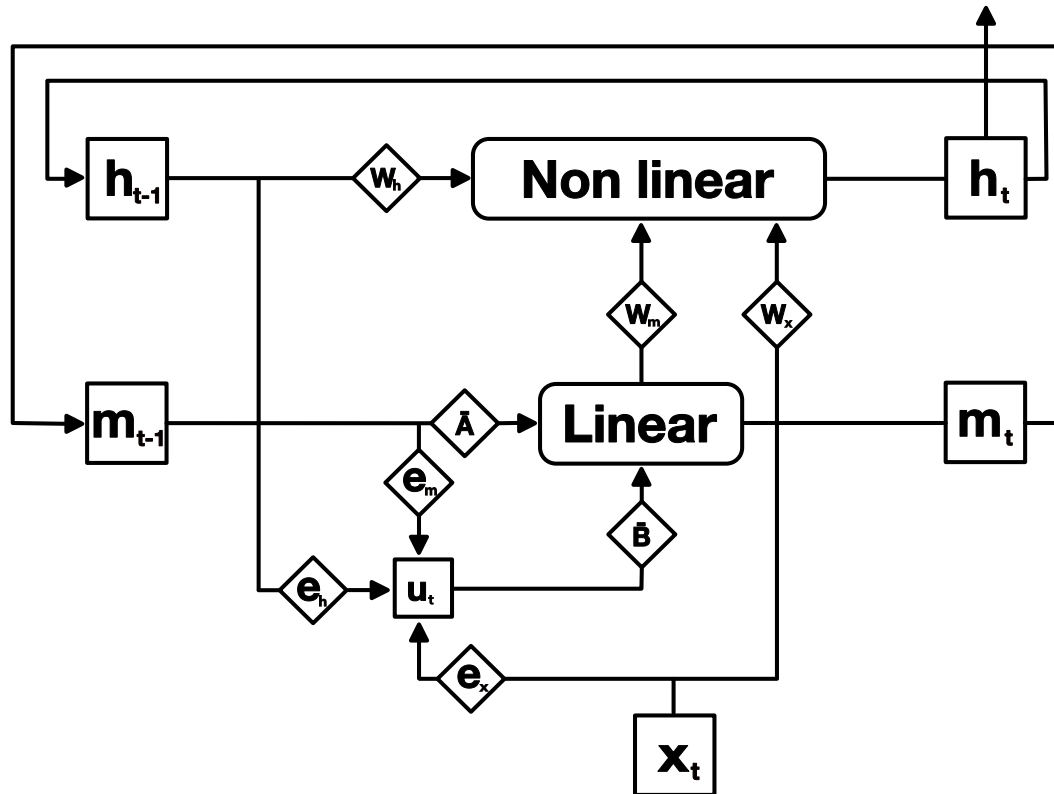 h t-1
W h
Non linear
h t
W m
W x
m t-1
Ā
Linear
m t
e m
B̄
e h
u t
e x
x t